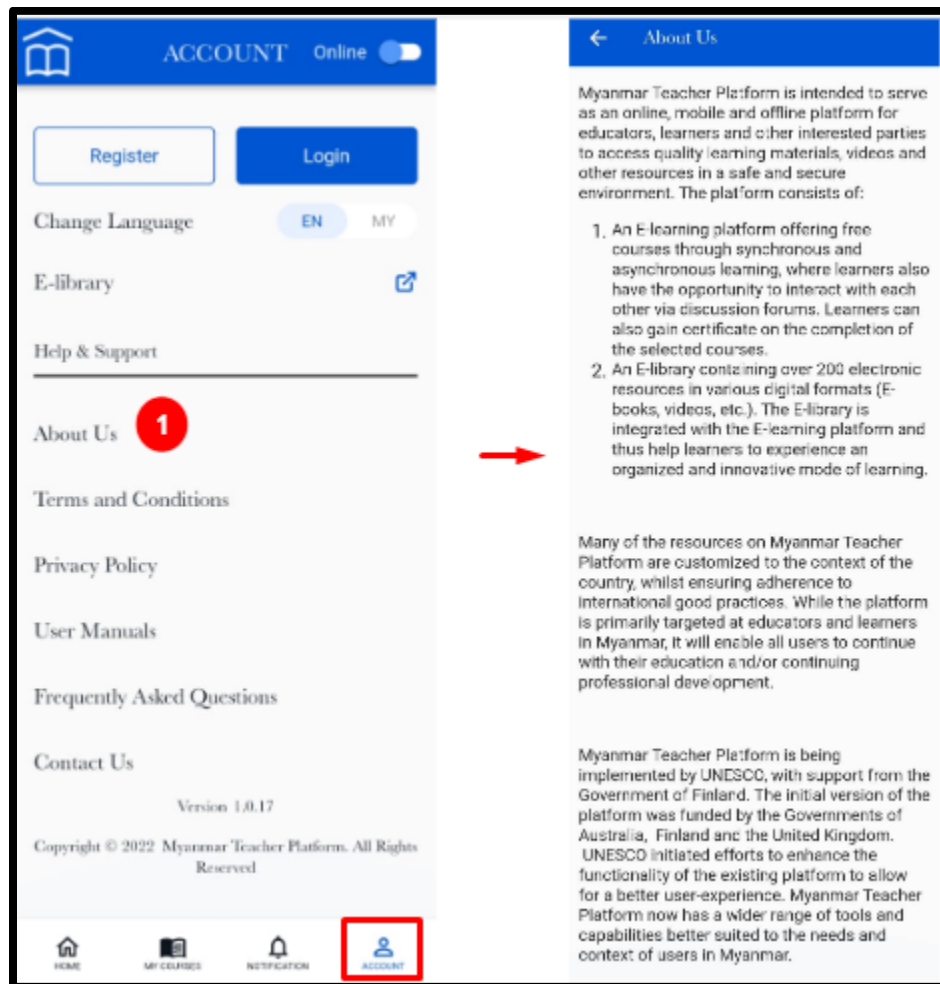 ACCOUNT Online
Register Login
Change Language EN MY
E-library
Help & Support
About Us 1
Terms and Conditions
Privacy Policy
User Manuals
Frequently Asked Questions
Contact Us
Version 1.0.17
Copyright © 2022 Myanmar Teacher Platform. All Rights
Reserved
HOME MY COURSES NOTIFICATION ACCOUNT
About Us
Myanmar Teacher Platform is intended to serve
as an online, mobile and offline platform for
educators, learners and other interested parties
to access quality learning materials, videos and
other resources in a safe and secure
environment. The platform consists of:
1. An E-learning platform offering free
courses through synchronous and
asynchronous learning, where learners also
have the opportunity to interact with each
other via discussion forums. Learners can
also gain certificate on the completion of
the selected courses.
2. An E-library containing over 200 electronic
resources in various digital formats (E-
books, videos, etc.). The E-library is
integrated with the E-learning platform and
thus help learners to experience an
organized and innovative mode of learning.
Many of the resources on Myanmar Teacher
Platform are customized to the context of the
country, whilst ensuring adherence to
international good practices. While the platform
is primarily targeted at educators and learners
in Myanmar, it will enable all users to continue
with their education and/or continuing
professional development.
Myanmar Teacher Platform is being
implemented by UNESCO, with support from the
Government of Finland. The initial version of the
platform was funded by the Governments of
Australia, Finland and the United Kingdom.
UNESCO initiated efforts to enhance the
functionality of the existing platform to allow
for a better user-experience. Myanmar Teacher
Platform now has a wider range of tools and
capabilities better suited to the needs and
context of users in Myanmar.